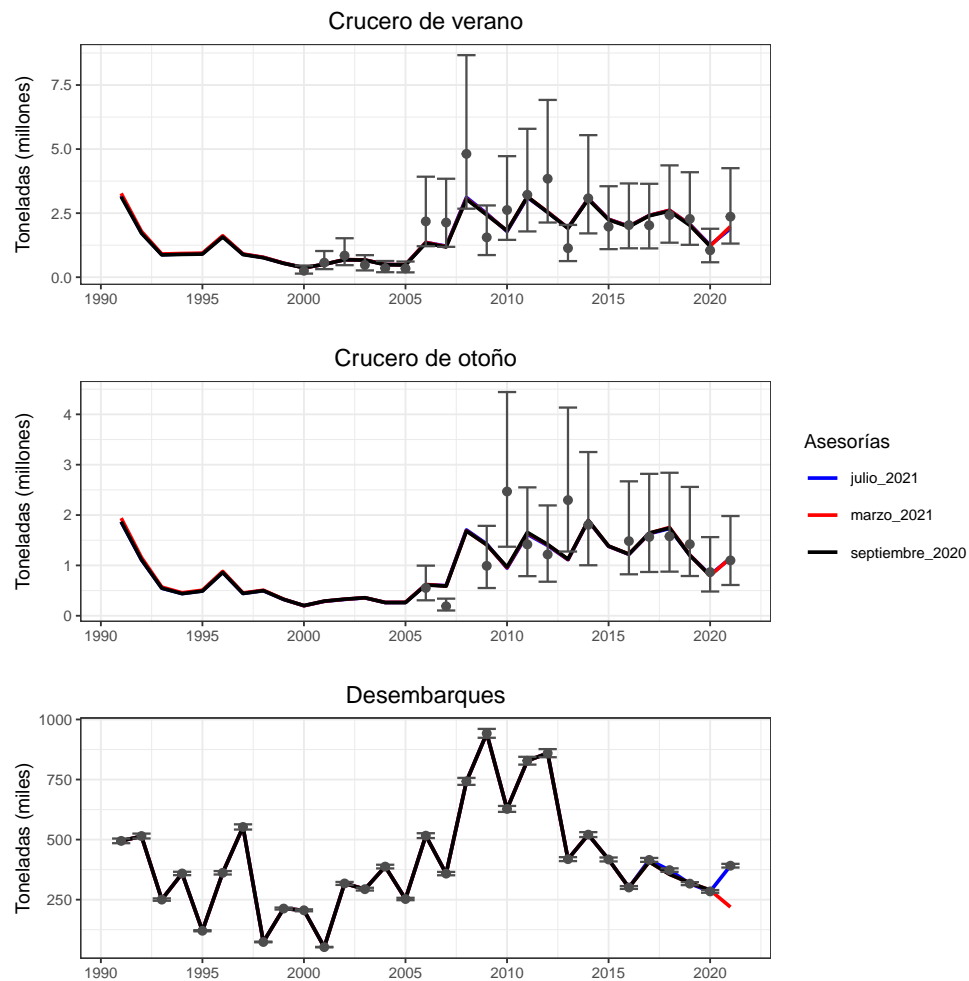 Crucero de verano
Toneladas (millones)
7.5
5.0
2.5
0.0
1990 1995 2000 2005 2010 2015 2020
Crucero de otoño
Toneladas (millones)
4
3
2
1
0
1990 1995 2000 2005 2010 2015 2020
Asesorías
julio_2021
marzo_2021
septiembre_2020
Desembarques
Toneladas (miles)
1000
750
500
250
1990 1995 2000 2005 2010 2015 2020